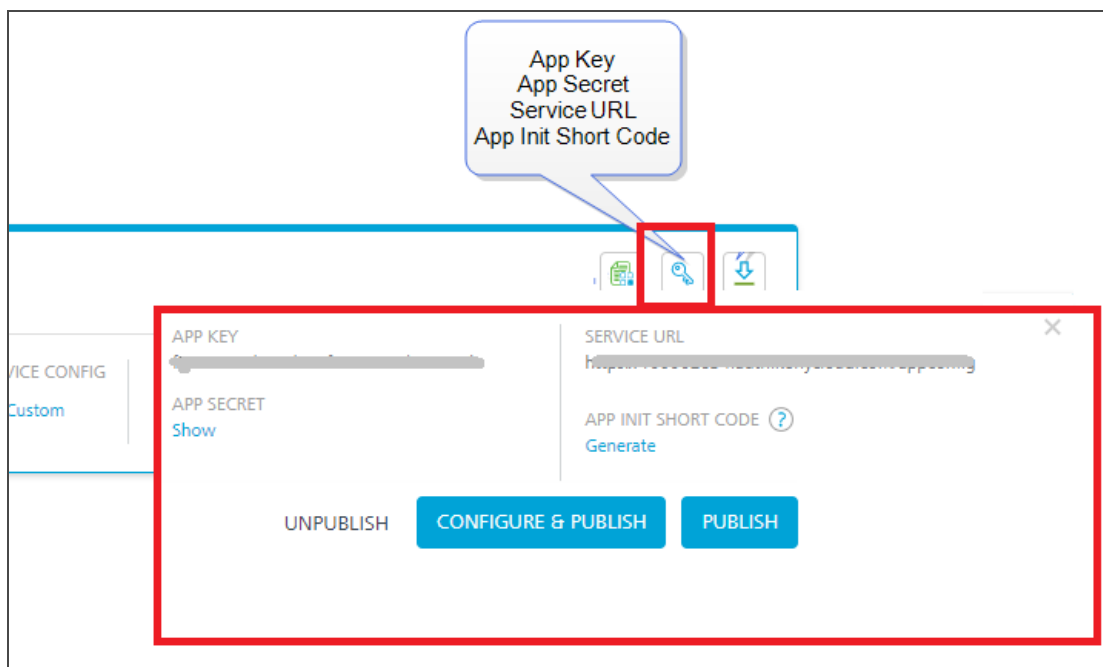 App Key
App Secret
Service URL
App Init Short Code
APP KEY
SERVICE URL
VICE CONFIG
Custom
APP SECRET
Show
APP INIT SHORT CODE ?
Generate
UNPUBLISH
CONFIGURE & PUBLISH
PUBLISH